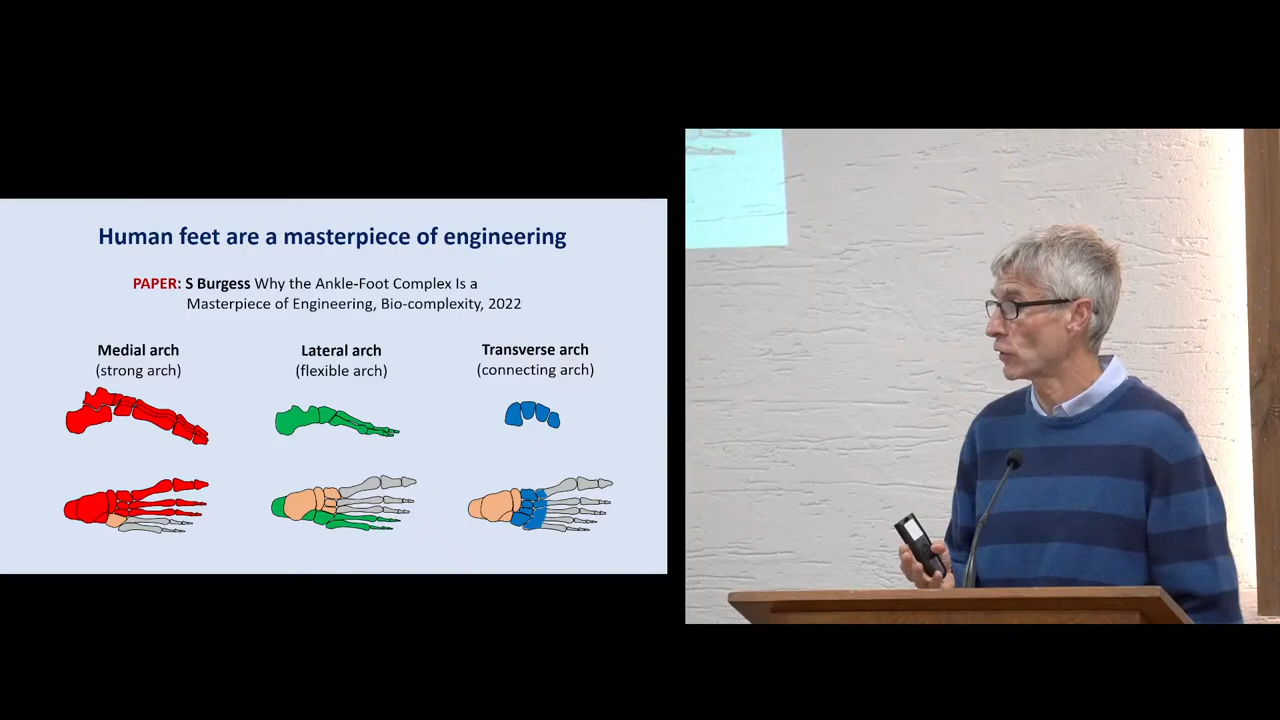 Human feet are a masterpiece of engineering
PAPER: S Burgess Why the Ankle-Foot Complex Is a
Masterpiece of Engineering, Bio-complexity, 2022
Medial arch
(strong arch)
Lateral arch
(flexible arch)
Transverse arch
(connecting arch)